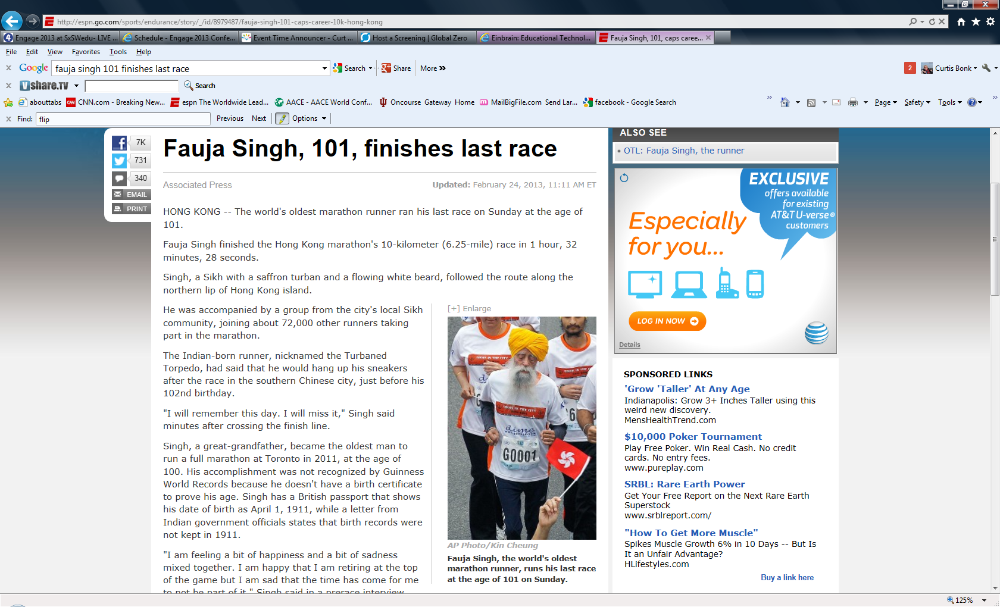 http://espn.go.com/sports/endurance/story/_/id/8979487/fauja-singh-101-caps-career-10k-hong-kong
Engage 2013 at SxSWedu- LIVE ...
Schedule - Engage 2013 Confe...
Event Time Announcer - Curt ...
Host a Screening | Global Zero
Einbrain: Educational Technol...
Fauja Singh, 101, caps caree...
File Edit View Favorites Tools Help
x Google fauja singh 101 finishes last race Search Share More »
2 Curtis Bonk
x Vshare.TV Search
abouttabs CNN.com - Breaking New... espn The Worldwide Lead... AACE - AACE World Conf... Oncourse Gateway Home MailBigFile.com Send Lar... facebook - Google Search
» Page Safety Tools »
x Find: flip Previous Next Options
7K
731
340
EMAIL
PRINT
Fauja Singh, 101, finishes last race
Associated Press
Updated: February 24, 2013, 11:11 AM ET
HONG KONG -- The world's oldest marathon runner ran his last race on Sunday at the age of
101.
Fauja Singh finished the Hong Kong marathon's 10-kilometer (6.25-mile) race in 1 hour, 32
minutes, 28 seconds.
Singh, a Sikh with a saffron turban and a flowing white beard, followed the route along the
northern lip of Hong Kong island.
He was accompanied by a group from the city's local Sikh
community, joining about 72,000 other runners taking
part in the marathon.
The Indian-born runner, nicknamed the Turbaned
Torpedo, had said that he would hang up his sneakers
after the race in the southern Chinese city, just before his
102nd birthday.
"I will remember this day. I will miss it," Singh said
minutes after crossing the finish line.
Singh, a great-grandfather, became the oldest man to
run a full marathon at Toronto in 2011, at the age of
100. His accomplishment was not recognized by Guinness
World Records because he doesn't have a birth certificate
to prove his age. Singh has a British passport that shows
his date of birth as April 1, 1911, while a letter from
Indian government officials states that birth records were
not kept in 1911.
"I am feeling a bit of happiness and a bit of sadness
mixed together. I am happy that I am retiring at the top
of the game but I am sad that the time has come for me
to not be part of it," Singh said in a prerace interview
[+] Enlarge
SIKHS IN THE CITY
aime
G0001
AP Photo/Kin Cheung
Fauja Singh, the world's oldest
marathon runner, runs his last race
at the age of 101 on Sunday.
ALSO SEE
• OTL: Fauja Singh, the runner
EXCLUSIVE
offers available
for existing
AT&T U-verse®
customers
Especially
for you...
LOG IN NOW
Details
SPONSORED LINKS
'Grow 'Taller' At Any Age
Indianapolis: Grow 3+ Inches Taller using this
weird new discovery.
MensHealthTrend.com
$10,000 Poker Tournament
Play Free Poker. Win Real Cash. No credit
cards. No entry fees.
www.pureplay.com
SRBL: Rare Earth Power
Get Your Free Report on the Next Rare Earth
Superstock
www.srblreport.com/
"How To Get More Muscle"
Spikes Muscle Growth 6% in 10 Days -- But Is
It an Unfair Advantage?
HLifestyles.com
Buy a link here
125%